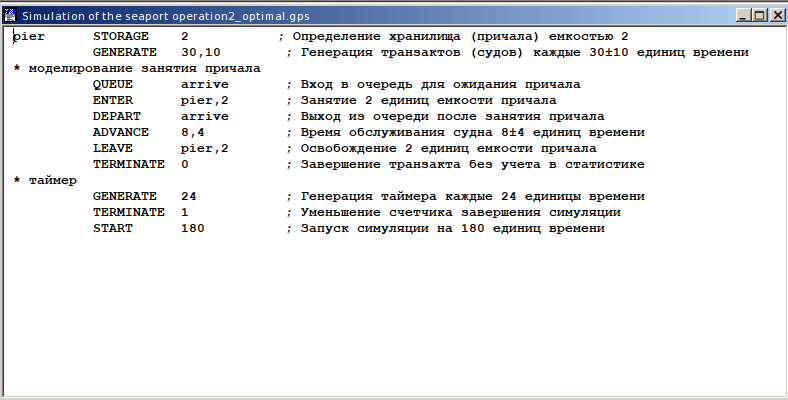 Simulation of the seaport operation2_optimal.gps
pier STORAGE 2 ; Определение хранилища (причала) емкостью 2
GENERATE 30,10 ; Генерация транзактов (судов) каждые 30±10 единиц времени
* моделирование занятия причала
QUEUE arrive ; Вход в очередь для ожидания причала
ENTER pier,2 ; Занятие 2 единиц емкости причала
DEPART arrive ; Выход из очереди после занятия причала
ADVANCE 8,4 ; Время обслуживания судна 8±4 единиц времени
LEAVE pier,2 ; Освобождение 2 единиц емкости причала
TERMINATE 0 ; Завершение транзакта без учета в статистике
* таймер
GENERATE 24 ; Генерация таймера каждые 24 единицы времени
TERMINATE 1 ; Уменьшение счетчика завершения симуляции
START 180 ; Запуск симуляции на 180 единиц времени